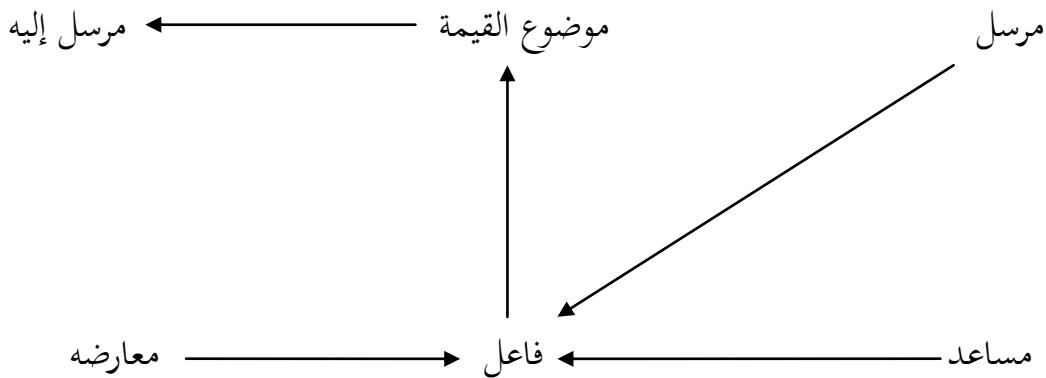 مرسل موضوع القيمة مرسل إليه
مساعد فاعل معارضه